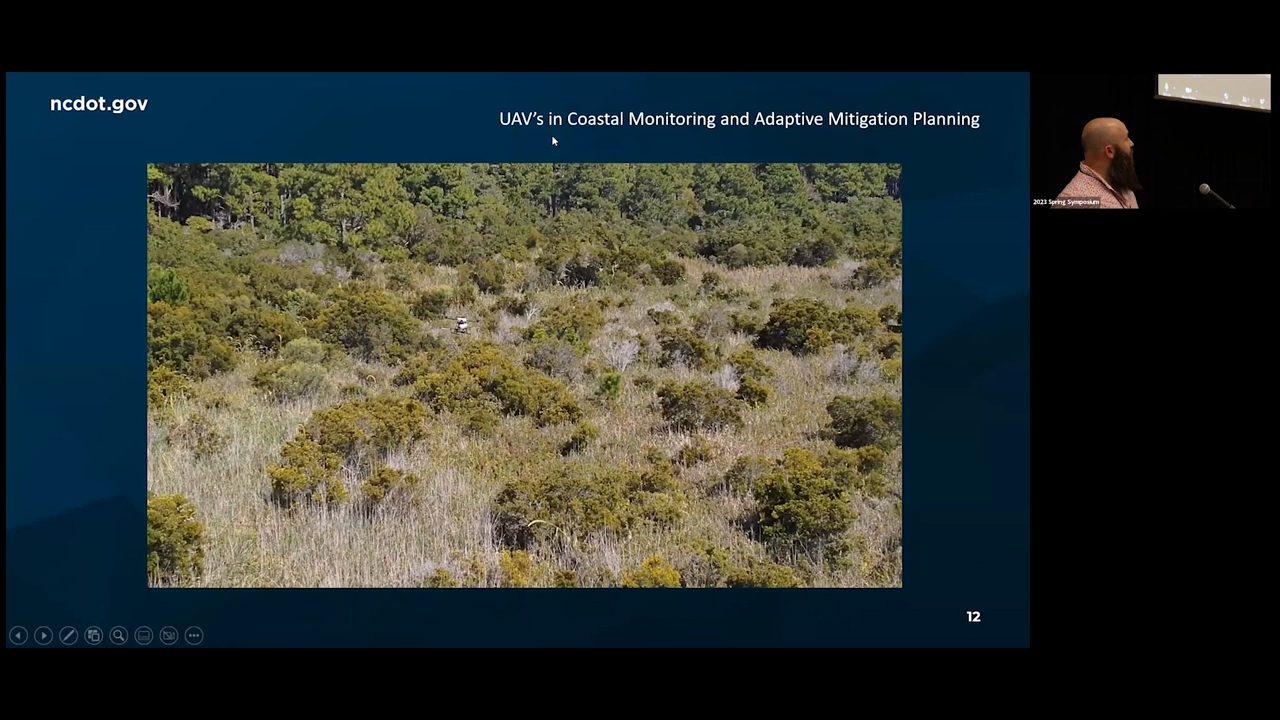 ncdot.gov
UAV's in Coastal Monitoring and Adaptive Mitigation Planning
2023 Spring Symposium
12